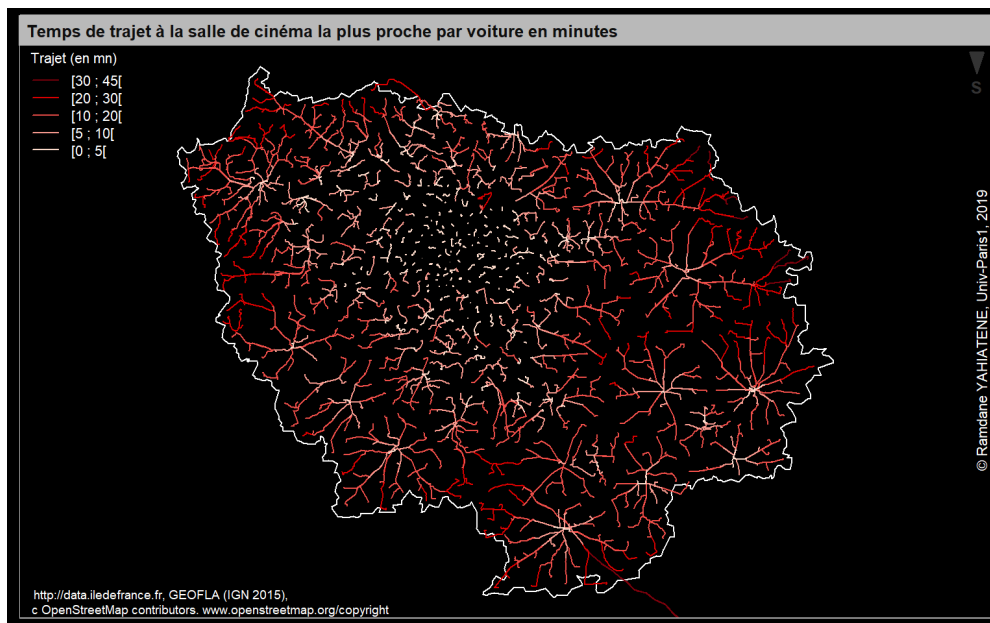 Temps de trajet à la salle de cinéma la plus proche par voiture en minutes
Trajet (en mn)
[30 ; 45[
[20 ; 30[
[10 ; 20[
[5 ; 10[
[0 ; 5[
S
© Ramdane YAHIATENE, Univ-Paris1, 2019
http://data.iledefrance.fr, GEOFLA (IGN 2015),
c OpenStreetMap contributors. www.openstreetmap.org/copyright